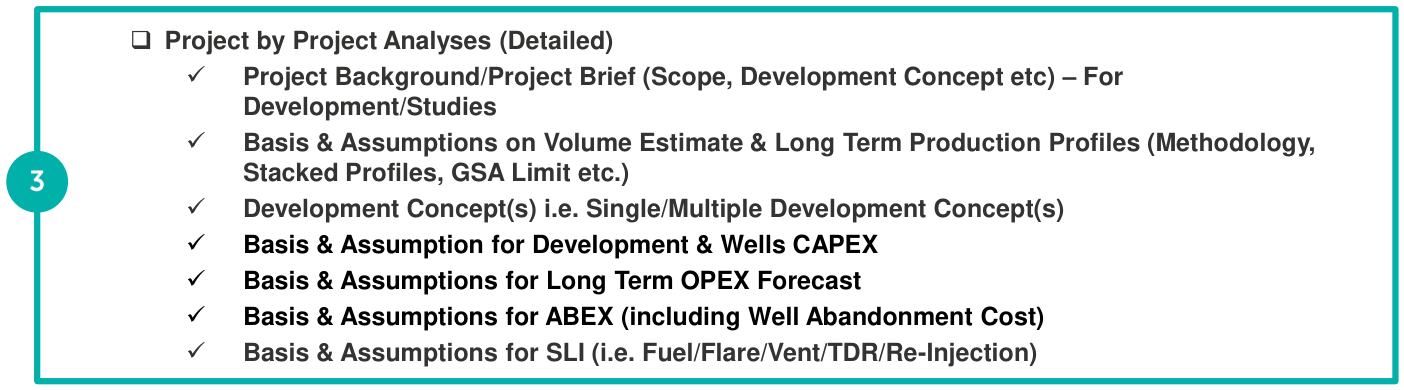 ❑ Project by Project Analyses (Detailed)
✓ Project Background/Project Brief (Scope, Development Concept etc) – For
Development/Studies
✓ Basis & Assumptions on Volume Estimate & Long Term Production Profiles (Methodology,
Stacked Profiles, GSA Limit etc.)
3
✓ Development Concept(s) i.e. Single/Multiple Development Concept(s)
✓ Basis & Assumption for Development & Wells CAPEX
✓ Basis & Assumptions for Long Term OPEX Forecast
✓ Basis & Assumptions for ABEX (including Well Abandonment Cost)
✓ Basis & Assumptions for SLI (i.e. Fuel/Flare/Vent/TDR/Re-Injection)